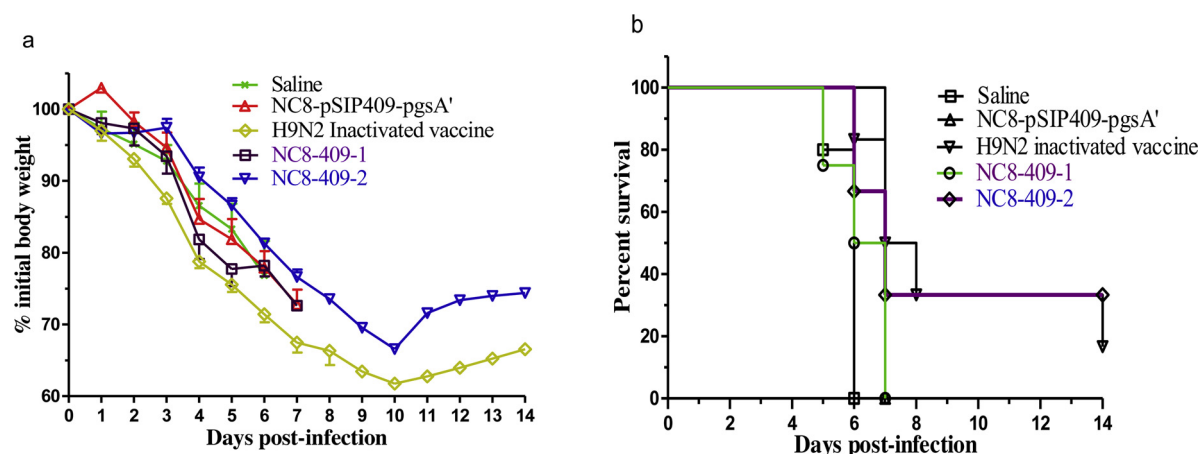 a
% initial body weight
100
90
80
70
60
0 1 2 3 4 5 6 7 8 9 10 11 12 13 14
Days post-infection
Saline
NC8-pSIP409-pgsA'
H9N2 Inactivated vaccine
NC8-409-1
NC8-409-2
b
Percent survival
100
80
60
40
20
0
0 2 4 6 8 10 12 14
Days post-infection
Saline
NC8-pSIP409-pgsA'
H9N2 inactivated vaccine
NC8-409-1
NC8-409-2